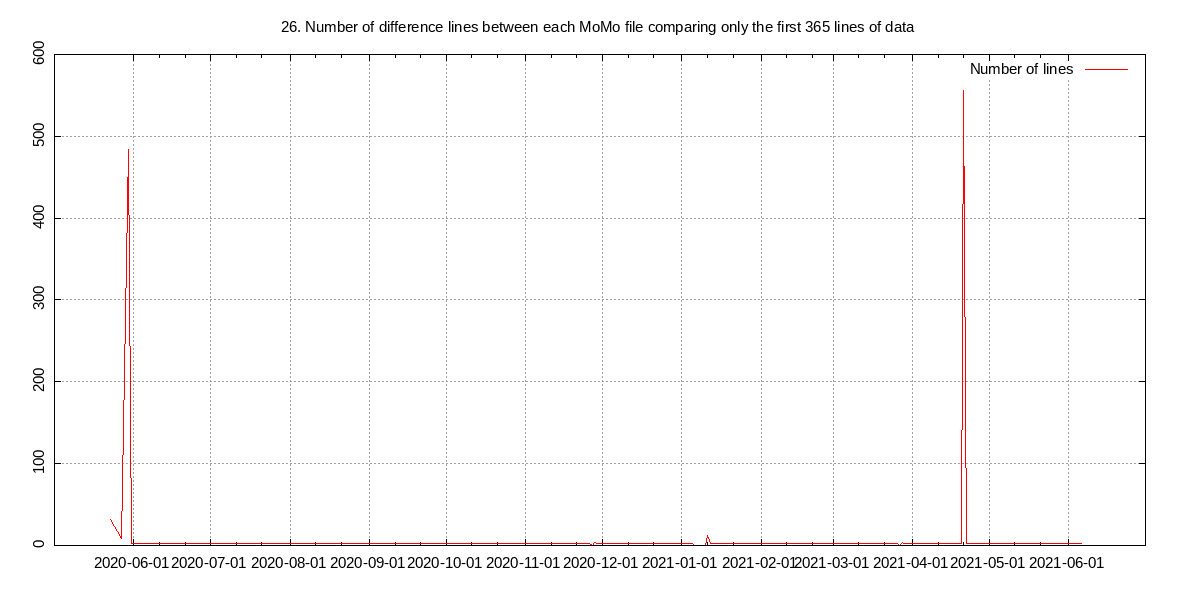 26. Number of difference lines between each MoMo file comparing only the first 365 lines of data
Number of lines
600
500
400
300
200
100
0
2020-06-01 2020-07-01 2020-08-01 2020-09-01 2020-10-01 2020-11-01 2020-12-01 2021-01-01 2021-02-01 2021-03-01 2021-04-01 2021-05-01 2021-06-01